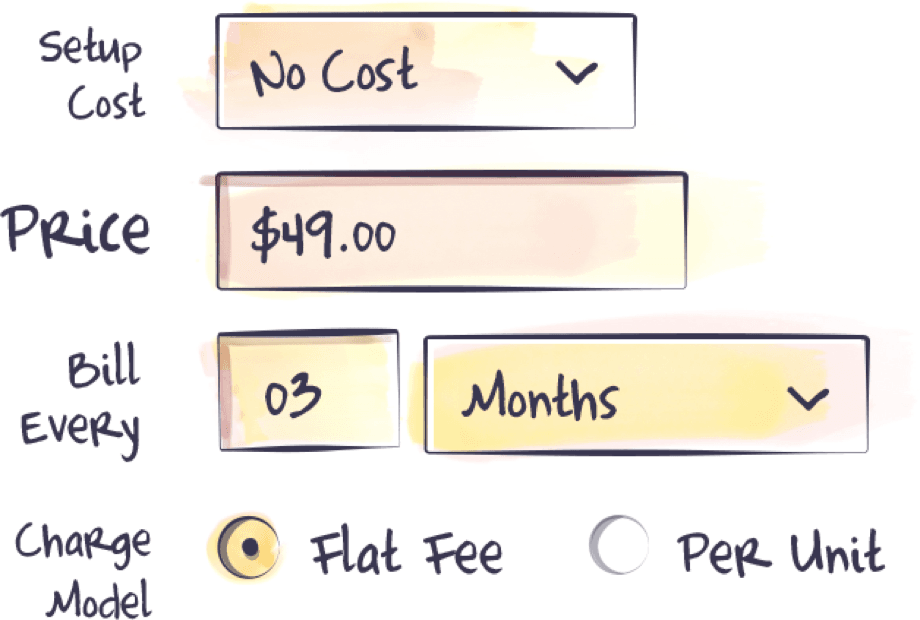 Setup
Cost
No Cost
Price
$49.00
Bill
Every
03
Months
Charge
Model
Flat Fee
Per Unit